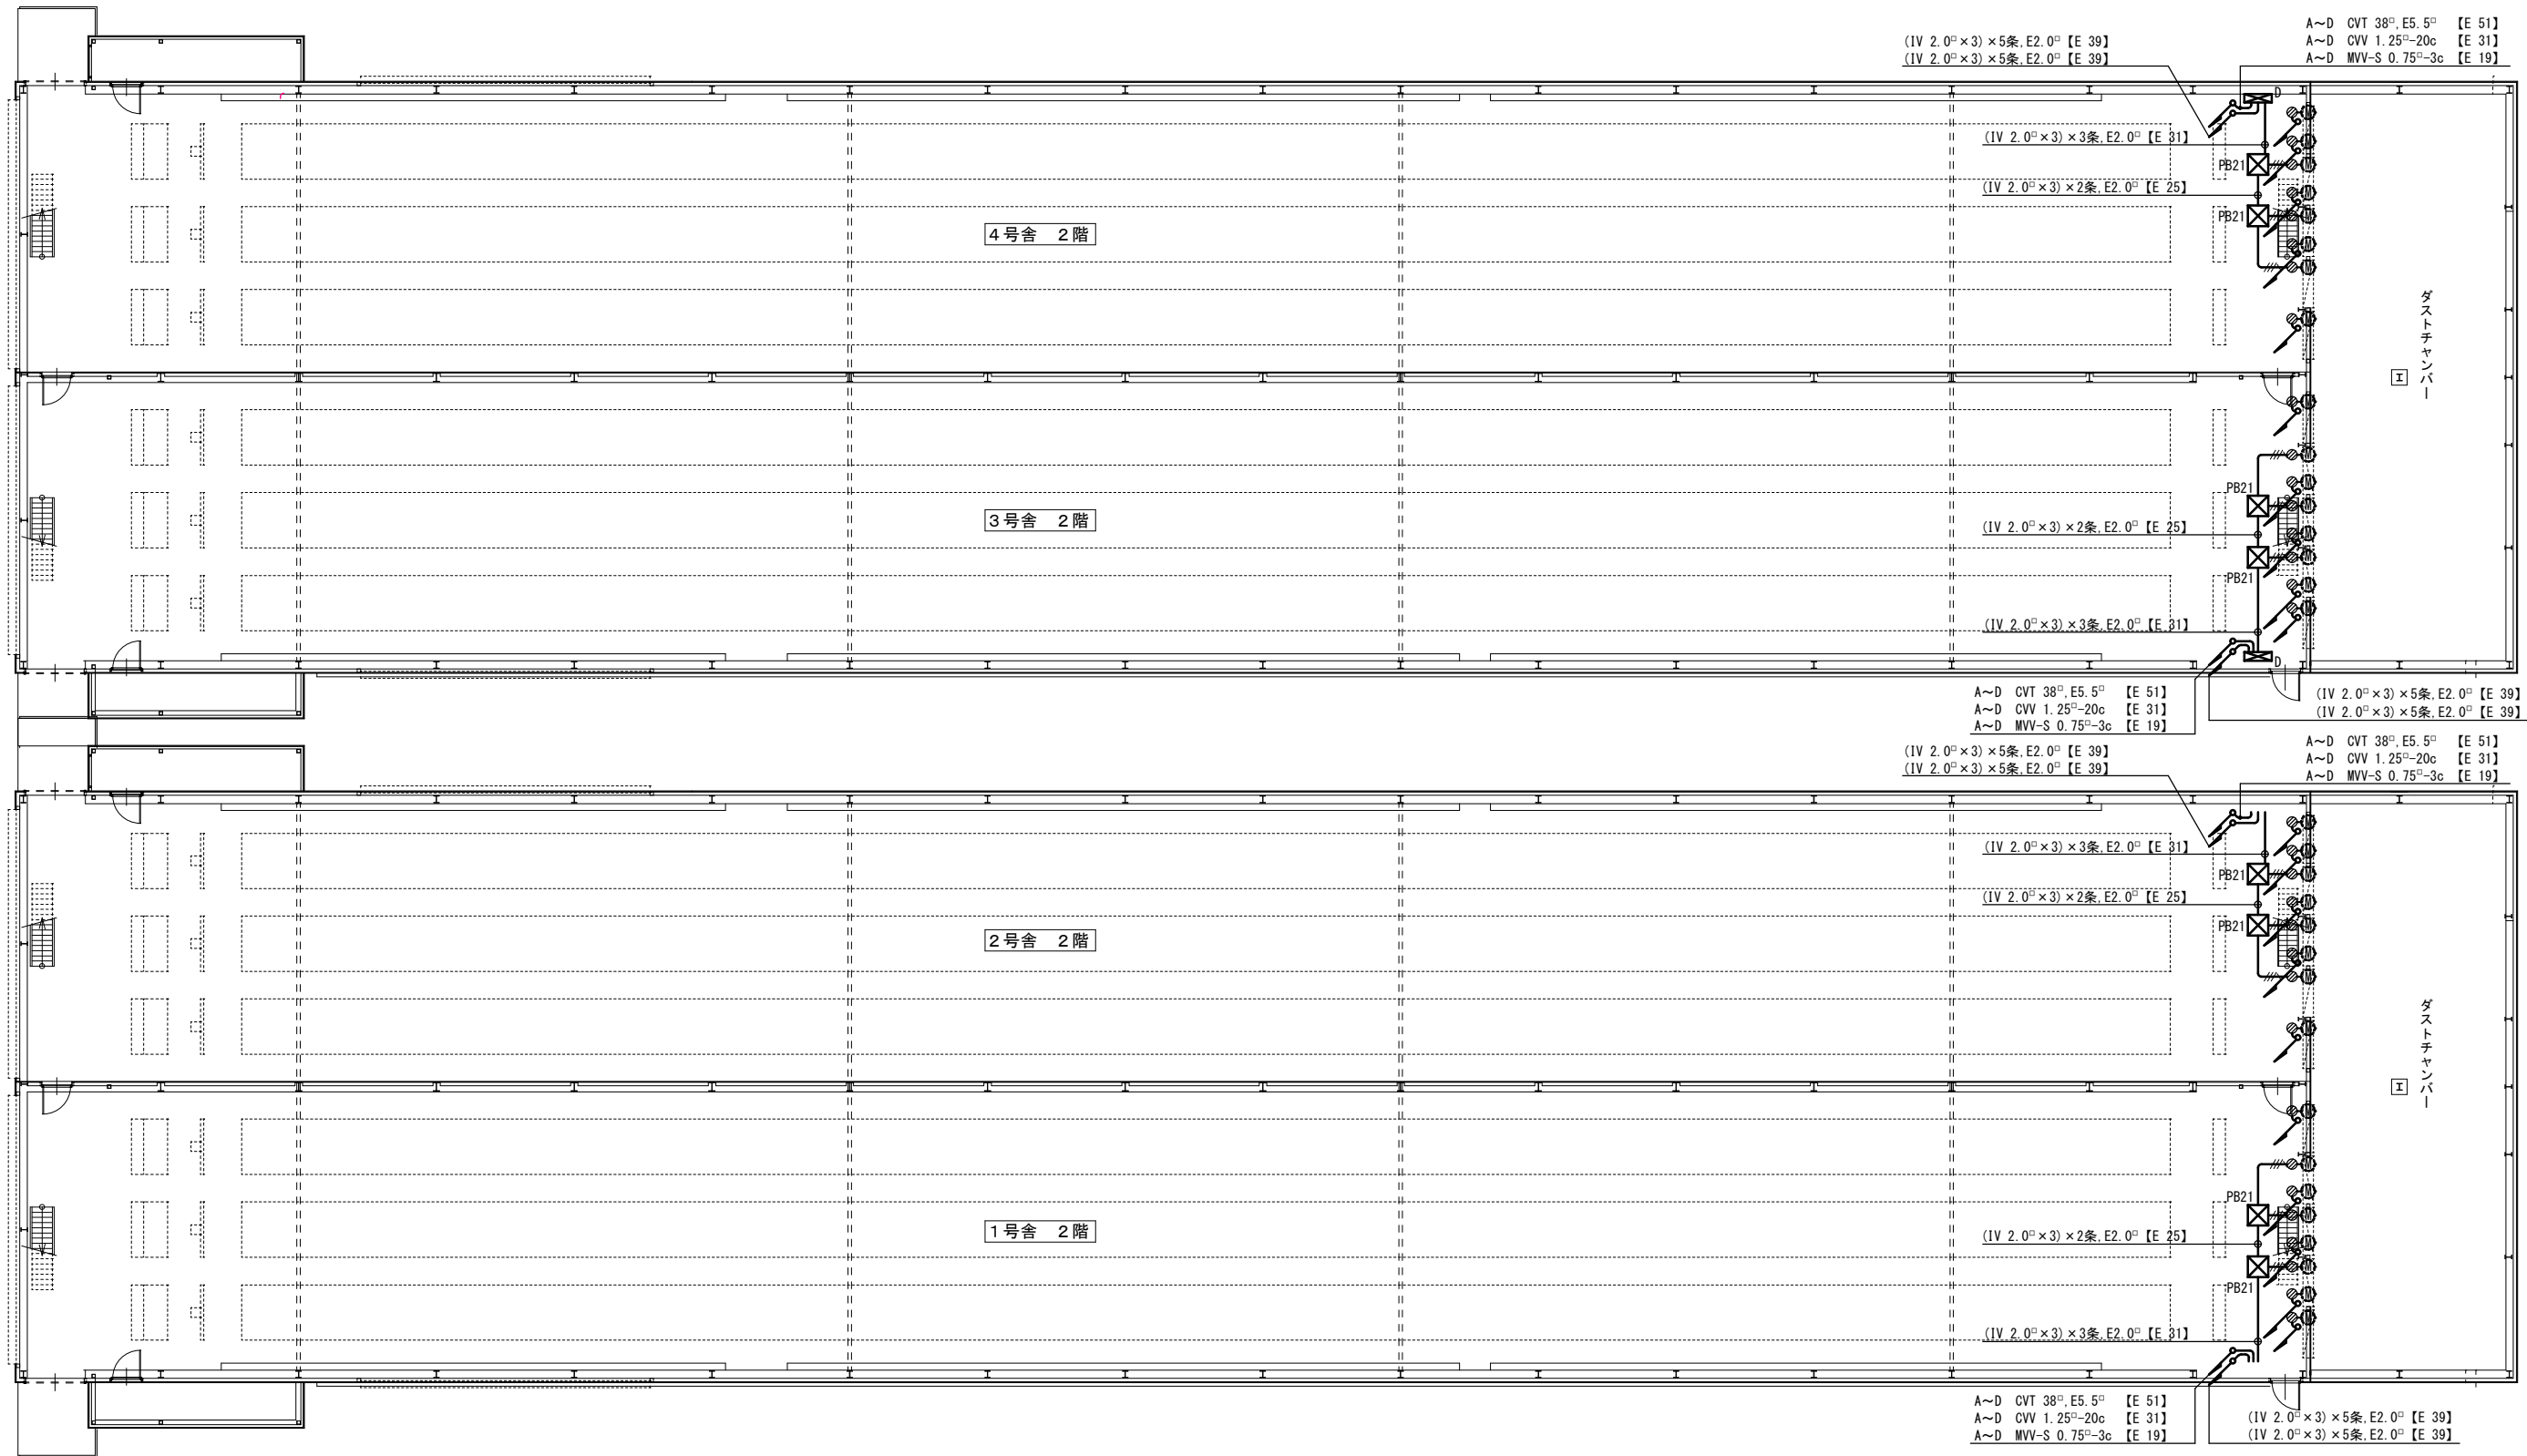 A～D CVT 38□,E5.5□ 【E 51】
A～D CVV 1.25□-20c 【E 31】
A～D MVV-S 0.75□-3c 【E 19】
(IV 2.0□×3)×5条,E2.0□【E 39】
(IV 2.0□×3)×5条,E2.0□【E 39】
D
(IV 2.0□×3)×3条,E2.0□【E 31】
PB21
(IV 2.0□×3)×2条,E2.0□【E 25】
PB21
4号舎 2階
ダストチャンバー
3号舎 2階
PB21
(IV 2.0□×3)×2条,E2.0□【E 25】
PB21
(IV 2.0□×3)×3条,E2.0□【E 31】
D
A～D CVT 38□,E5.5□ 【E 51】
A～D CVV 1.25□-20c 【E 31】
A～D MVV-S 0.75□-3c 【E 19】
(IV 2.0□×3)×5条,E2.0□【E 39】
(IV 2.0□×3)×5条,E2.0□【E 39】
A～D CVT 38□,E5.5□ 【E 51】
A～D CVV 1.25□-20c 【E 31】
A～D MVV-S 0.75□-3c 【E 19】
(IV 2.0□×3)×5条,E2.0□【E 39】
(IV 2.0□×3)×5条,E2.0□【E 39】
(IV 2.0□×3)×3条,E2.0□【E 31】
PB21
(IV 2.0□×3)×2条,E2.0□【E 25】
PB21
2号舎 2階
ダストチャンバー
1号舎 2階
PB21
(IV 2.0□×3)×2条,E2.0□【E 25】
PB21
(IV 2.0□×3)×3条,E2.0□【E 31】
A～D CVT 38□,E5.5□ 【E 51】
A～D CVV 1.25□-20c 【E 31】
A～D MVV-S 0.75□-3c 【E 19】
(IV 2.0□×3)×5条,E2.0□【E 39】
(IV 2.0□×3)×5条,E2.0□【E 39】